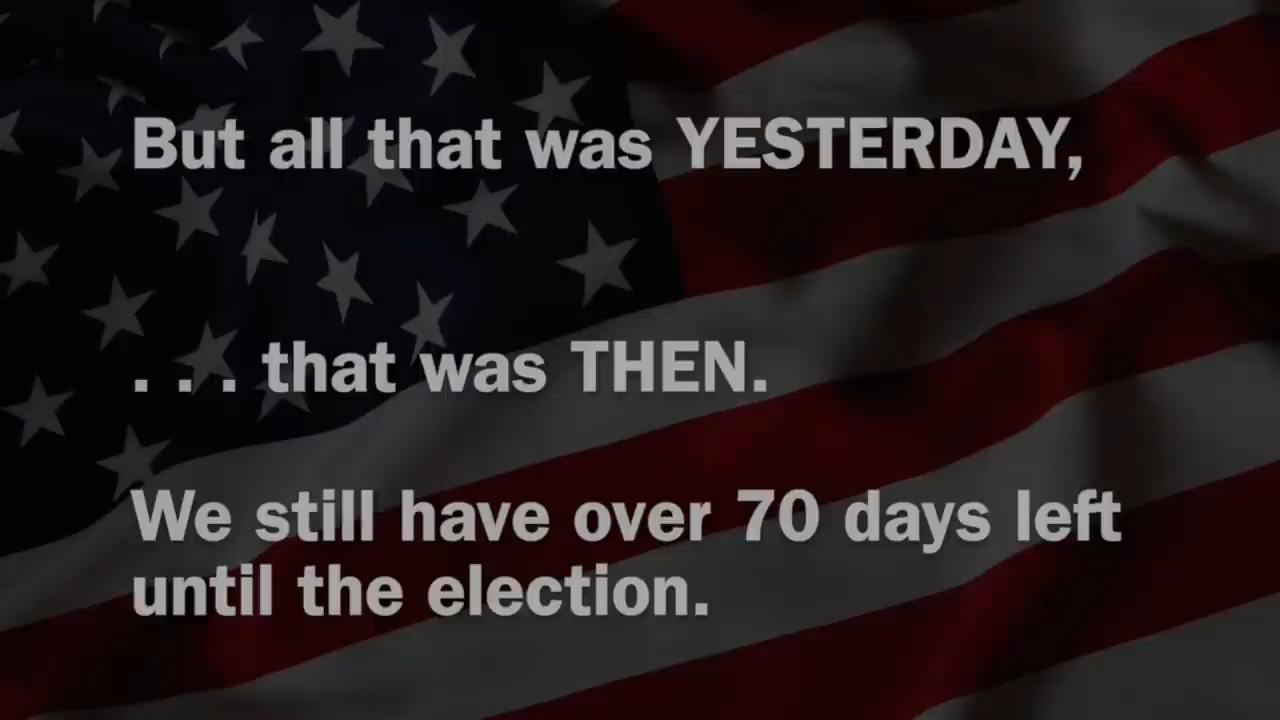 But all that was YESTERDAY,
. . . that was THEN.
We still have over 70 days left
until the election.